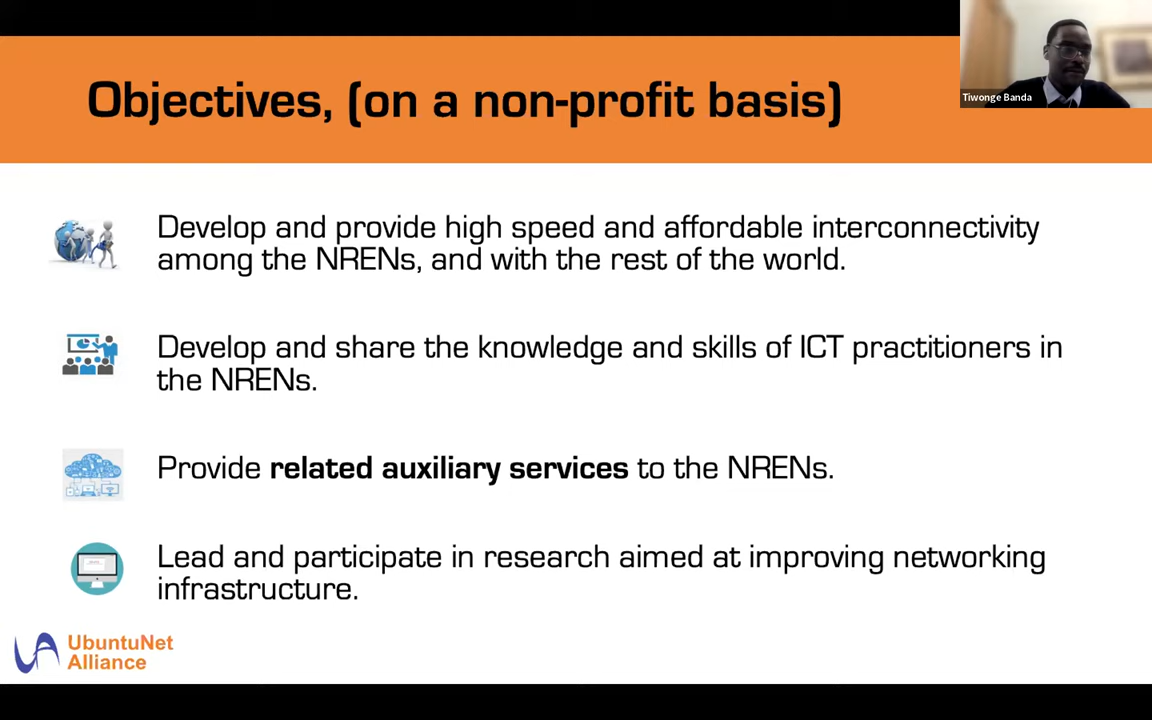 Objectives, (on a non-profit basis)
Tiwonge Banda
Develop and provide high speed and affordable interconnectivity
among the NRENs, and with the rest of the world.
Develop and share the knowledge and skills of ICT practitioners in
the NRENs.
Provide related auxiliary services to the NRENs.
Lead and participate in research aimed at improving networking
infrastructure.
UbuntuNet
Alliance